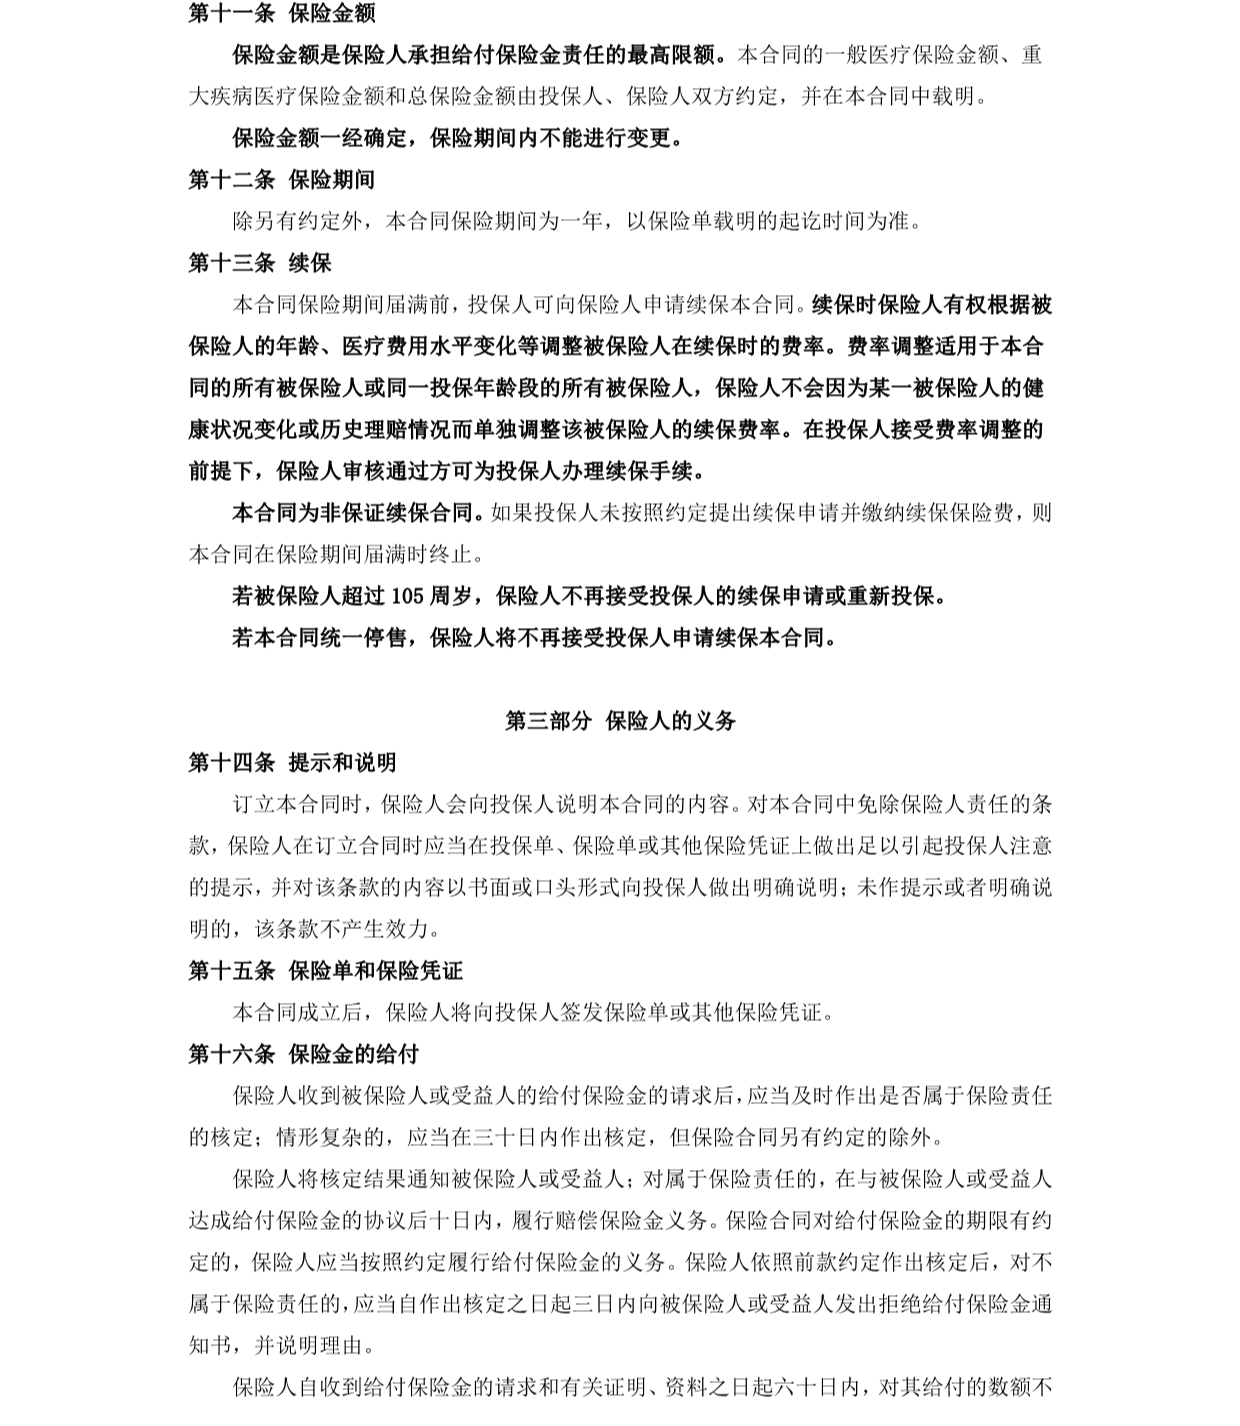 第十一条 保险金额
保险金额是保险人承担给付保险金责任的最高限额。本合同的一般医疗保险金额、重
大疾病医疗保险金额和总保险金额由投保人、保险人双方约定，并在本合同中载明。
保险金额一经确定，保险期间内不能进行变更。
第十二条 保险期间
除另有约定外，本合同保险期间为一年，以保险单载明的起讫时间为准。
第十三条 续保
本合同保险期间届满前，投保人可向保险人申请续保本合同。续保时保险人有权根据被
保险人的年龄、医疗费用水平变化等调整被保险人在续保时的费率。费率调整适用于本合
同的所有被保险人或同一投保年龄段的所有被保险人，保险人不会因为某一被保险人的健
康状况变化或历史理赔情况而单独调整该被保险人的续保费率。在投保人接受费率调整的
前提下，保险人审核通过方可为投保人办理续保手续。
本合同为非保证续保合同。如果投保人未按照约定提出续保申请并缴纳续保保险费，则
本合同在保险期间届满时终止。
若被保险人超过 105 周岁，保险人不再接受投保人的续保申请或重新投保。
若本合同统一停售，保险人将不再接受投保人申请续保本合同。
第三部分 保险人的义务
第十四条 提示和说明
订立本合同时，保险人会向投保人说明本合同的内容。对本合同中免除保险人责任的条
款，保险人在订立合同时应当在投保单、保险单或其他保险凭证上做出足以引起投保人注意
的提示，并对该条款的内容以书面或口头形式向投保人做出明确说明；未作提示或者明确说
明的，该条款不产生效力。
第十五条 保险单和保险凭证
本合同成立后，保险人将向投保人签发保险单或其他保险凭证。
第十六条 保险金的给付
保险人收到被保险人或受益人的给付保险金的请求后，应当及时作出是否属于保险责任
的核定；情形复杂的，应当在三十日内作出核定，但保险合同另有约定的除外。
保险人将核定结果通知被保险人或受益人；对属于保险责任的，在与被保险人或受益人
达成给付保险金的协议后十日内，履行赔偿保险金义务。保险合同对给付保险金的期限有约
定的，保险人应当按照约定履行给付保险金的义务。保险人依照前款约定作出核定后，对不
属于保险责任的，应当自作出核定之日起三日内向被保险人或受益人发出拒绝给付保险金通
知书，并说明理由。
保险人自收到给付保险金的请求和有关证明、资料之日起六十日内，对其给付的数额不